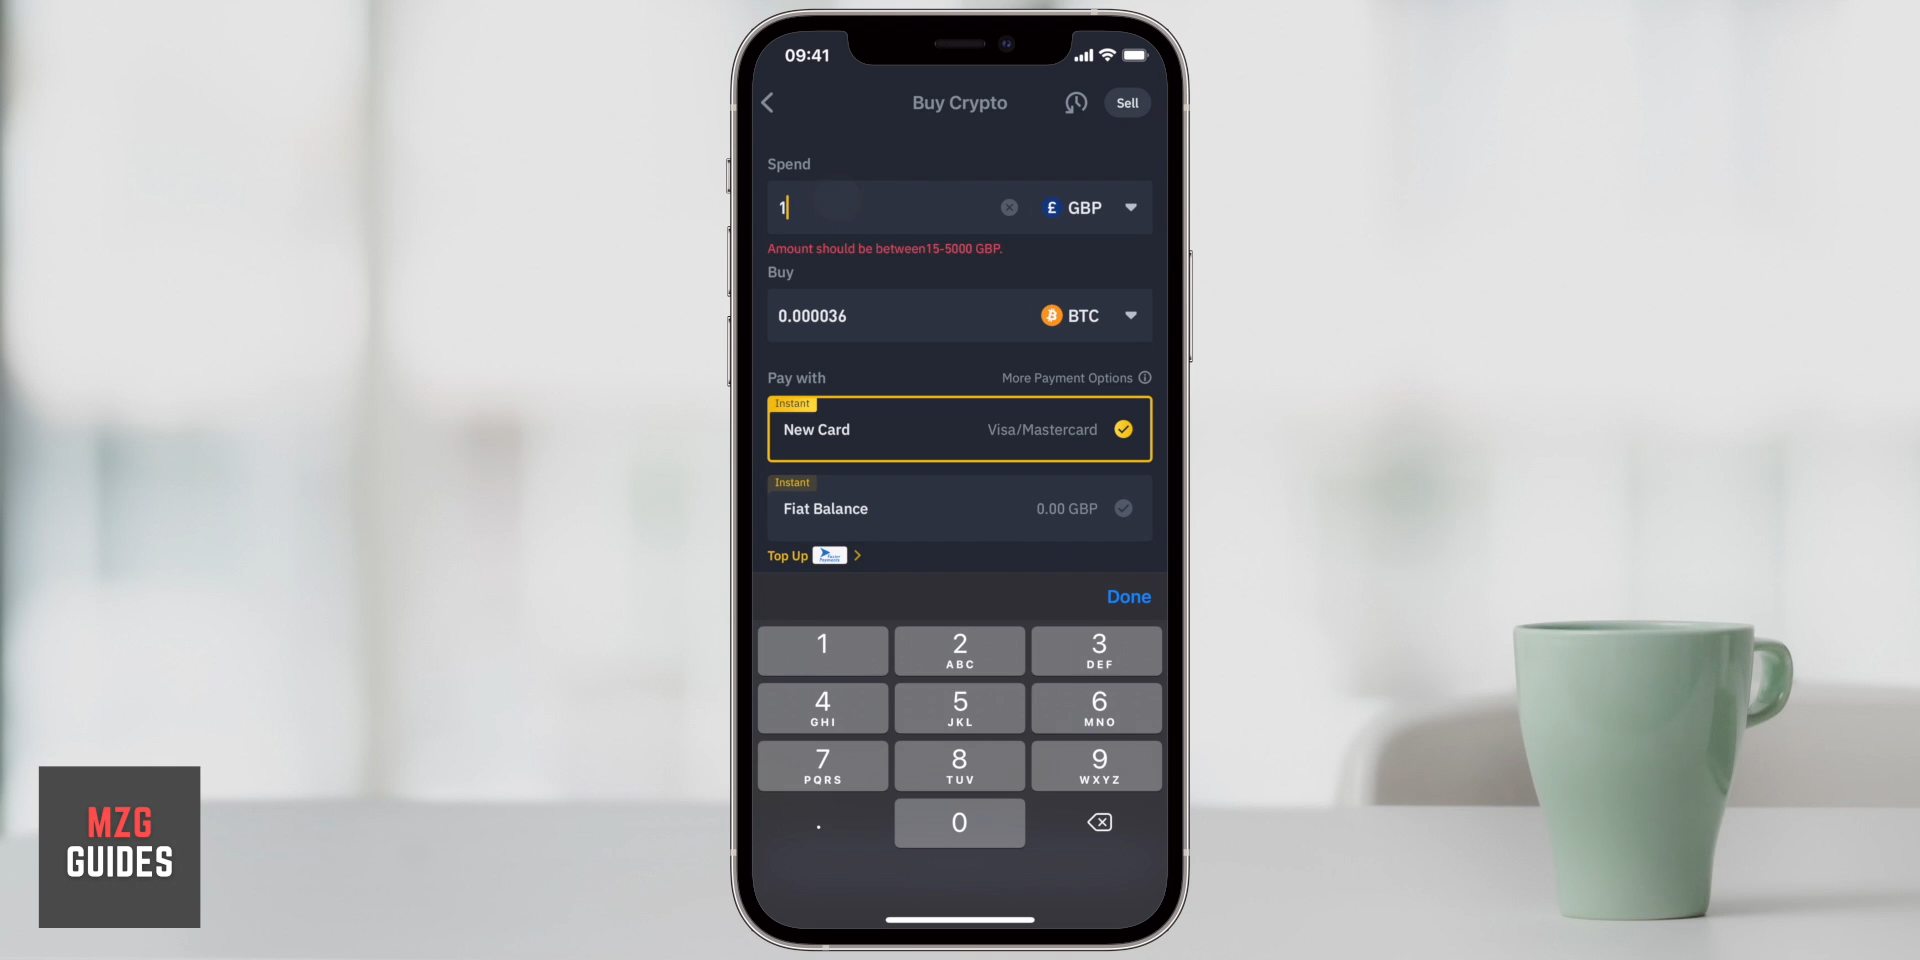 09:41
Buy Crypto
Sell
Spend
1
£ GBP
Amount should be between15-5000 GBP.
Buy
0.000036
BTC
Pay with
More Payment Options
Instant
New Card
Visa/Mastercard
Instant
Fiat Balance
0.00 GBP
Top Up
Done
1
2
ABC
3
DEF
4
GHI
5
JKL
6
MNO
7
PQRS
8
TUV
9
WXYZ
.
0
MZG
GUIDES